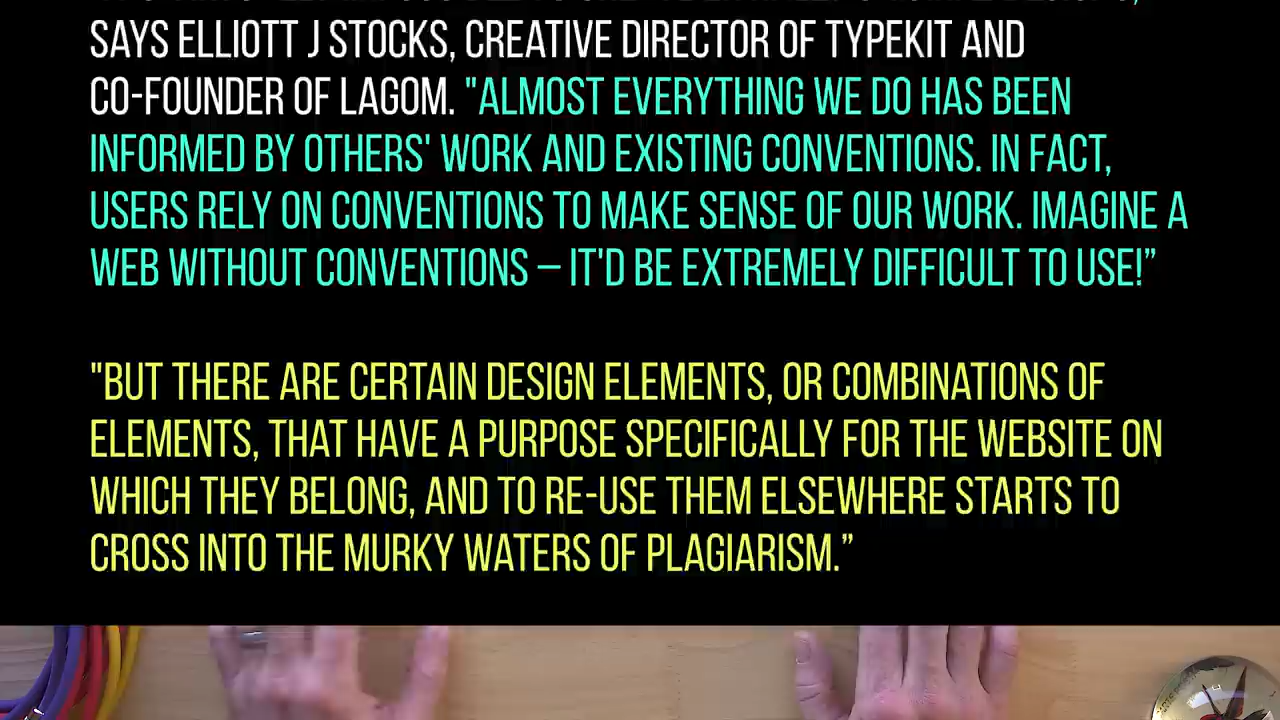 SAYS ELLIOTT J STOCKS, CREATIVE DIRECTOR OF TYPEKIT AND
CO-FOUNDER OF LAGOM. "ALMOST EVERYTHING WE DO HAS BEEN
INFORMED BY OTHERS' WORK AND EXISTING CONVENTIONS. IN FACT,
USERS RELY ON CONVENTIONS TO MAKE SENSE OF OUR WORK. IMAGINE A
WEB WITHOUT CONVENTIONS – IT'D BE EXTREMELY DIFFICULT TO USE!”
"BUT THERE ARE CERTAIN DESIGN ELEMENTS, OR COMBINATIONS OF
ELEMENTS, THAT HAVE A PURPOSE SPECIFICALLY FOR THE WEBSITE ON
WHICH THEY BELONG, AND TO RE-USE THEM ELSEWHERE STARTS TO
CROSS INTO THE MURKY WATERS OF PLAGIARISM.”